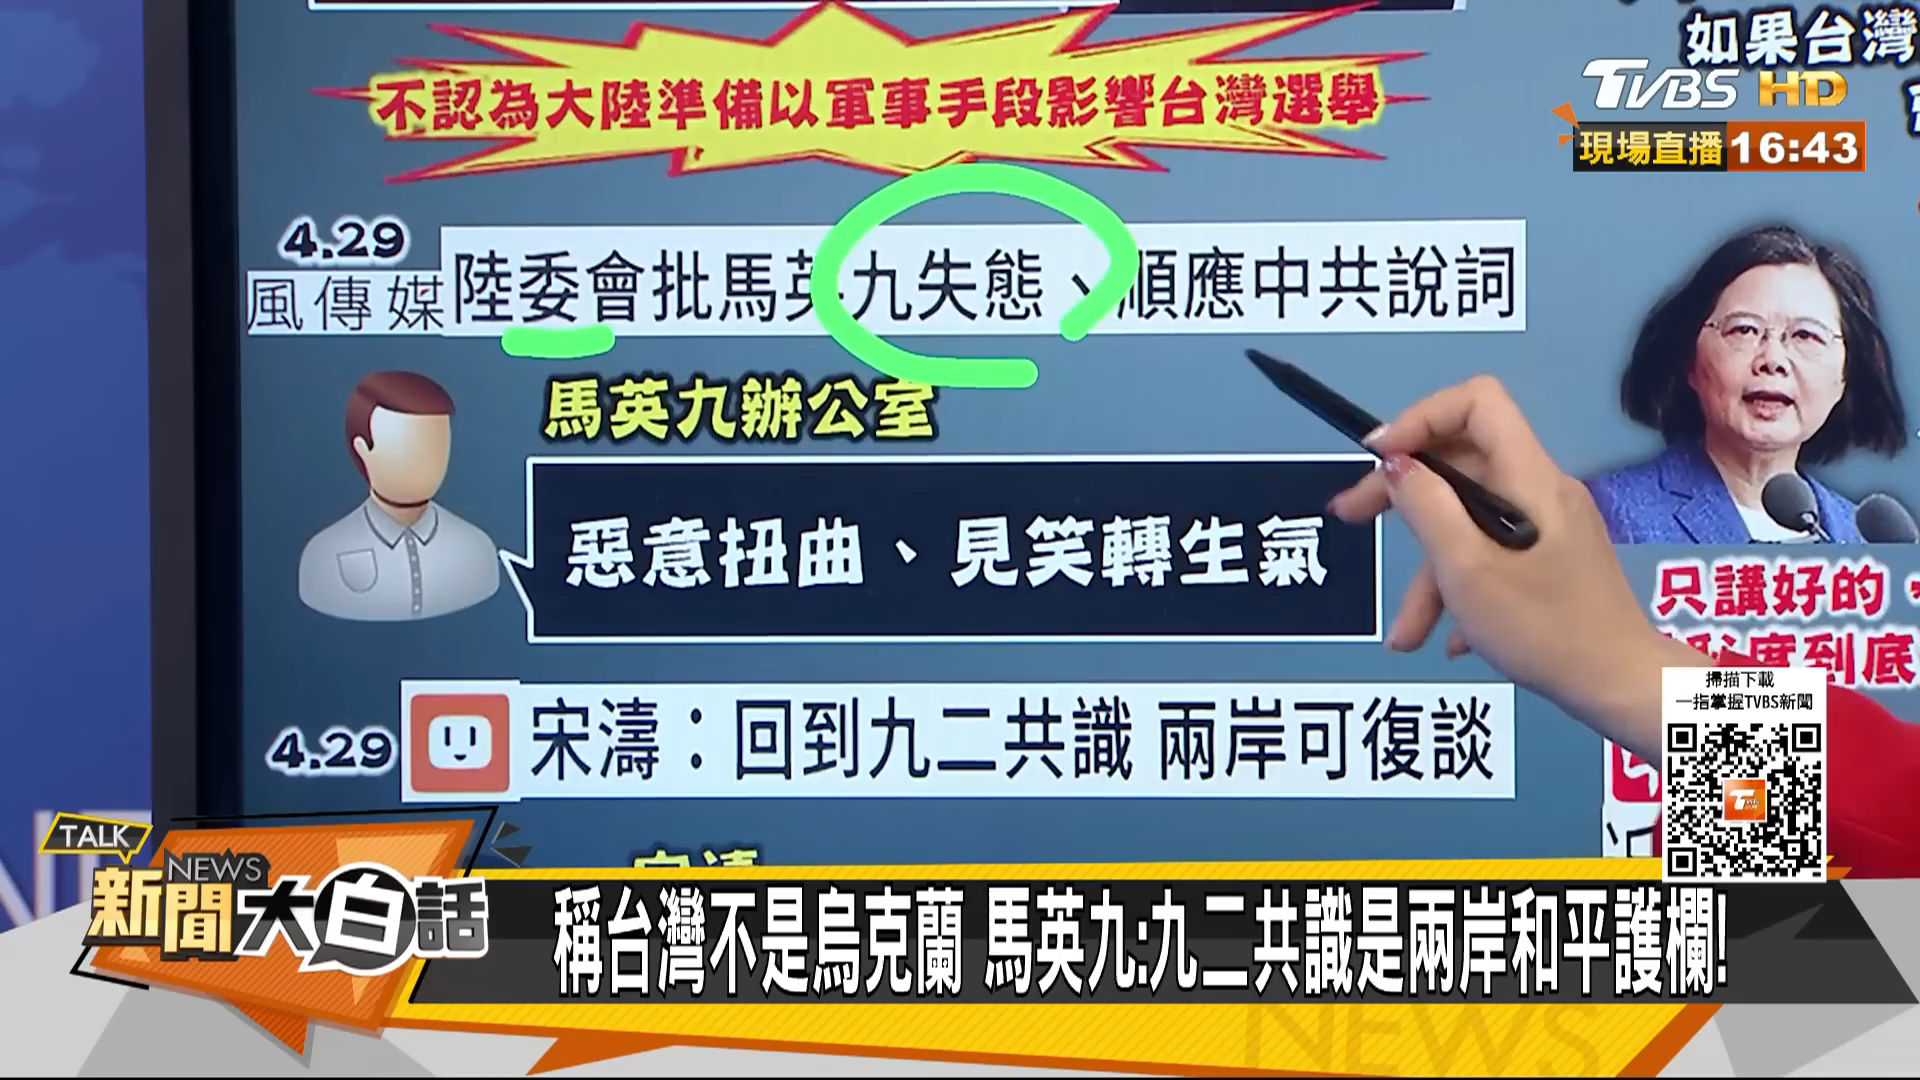 不認為大陸準備以軍事手段影響台灣選舉
如果台灣
TVBS HD
現場直播 16:43
4.29
風傳媒
陸委會批馬英九失態、順應中共說詞
馬英九辦公室
惡意扭曲、見笑轉生氣
只講好的
度到底
4.29
宋濤：回到九二共識 兩岸可復談
掃描下載
一指掌握TVBS新聞
TALK
NEWS
新聞大白話
稱台灣不是烏克蘭 馬英九:九二共識是兩岸和平護欄!
NEWS